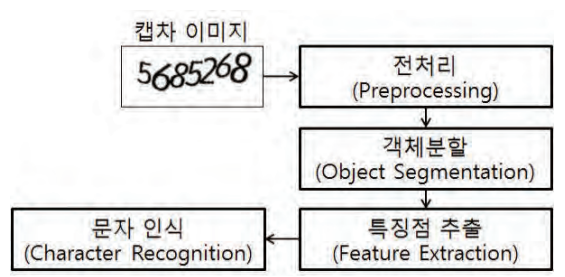 캡차 이미지
5685268
전처리
(Preprocessing)
객체분할
(Object Segmentation)
특징점 추출
(Feature Extraction)
문자 인식
(Character Recognition)